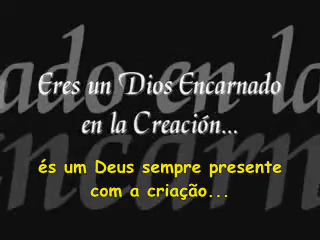 Eres un Dios Encarnado
en la Creación...
és um Deus sempre presente
com a criação...